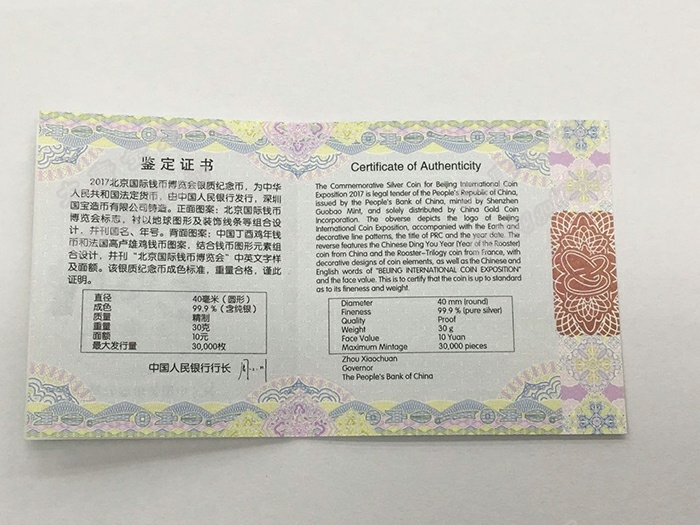 鉴定证书
2017北京国际钱币博览会银质纪念币，为中华
人民共和国法定货币，由中国人民银行发行，深圳
国宝造币有限公司铸造。正面图案：北京国际钱币
博览会标志，衬以地球图形及装饰线条等组合设
计，并刊国名、年号。背面图案：中国丁酉鸡年钱
币和法国高卢雄鸡钱币图案，结合钱币图形元素组
合设计，并刊“北京国际钱币博览会”中英文字样
及面额。该银质纪念币成色标准，重量合格，谨此
证明。
直径 40毫米（圆形）
成色 99.9％（含纯银）
质量 精制
重量 30克
面额 10元
最大发行量 30,000枚
中国人民银行行长
Certificate of Authenticity
The Commemorative Silver Coin for Beijing International Coin
Exposition 2017 is legal tender of the People's Republic of China,
issued by the People's Bank of China, minted by Shenzhen
Guobao Mint, and solely distributed by China Gold Coin
Incorporation. The obverse depicts the logo of Beijing
International Coin Exposition, accompanied with the Earth and
decorative line patterns, the title of PRC and the year date. The
reverse features the Chinese Ding You Year (Year of the Rooster)
coin from China and the Rooster-Trilogy coin from France, with
decorative designs of coin elements, as well as the Chinese and
English words of "BEIJING INTERNATIONAL COIN EXPOSITION"
and the face value. This is to certify that the coin is up to standard
as to its fineness and weight.
Diameter 40 mm (round)
Fineness 99.9 % (pure silver)
Quality Proof
Weight 30 g
Face Value 10 Yuan
Maximum Mintage 30,000 pieces
Zhou Xiaochuan
Governor
The People's Bank of China